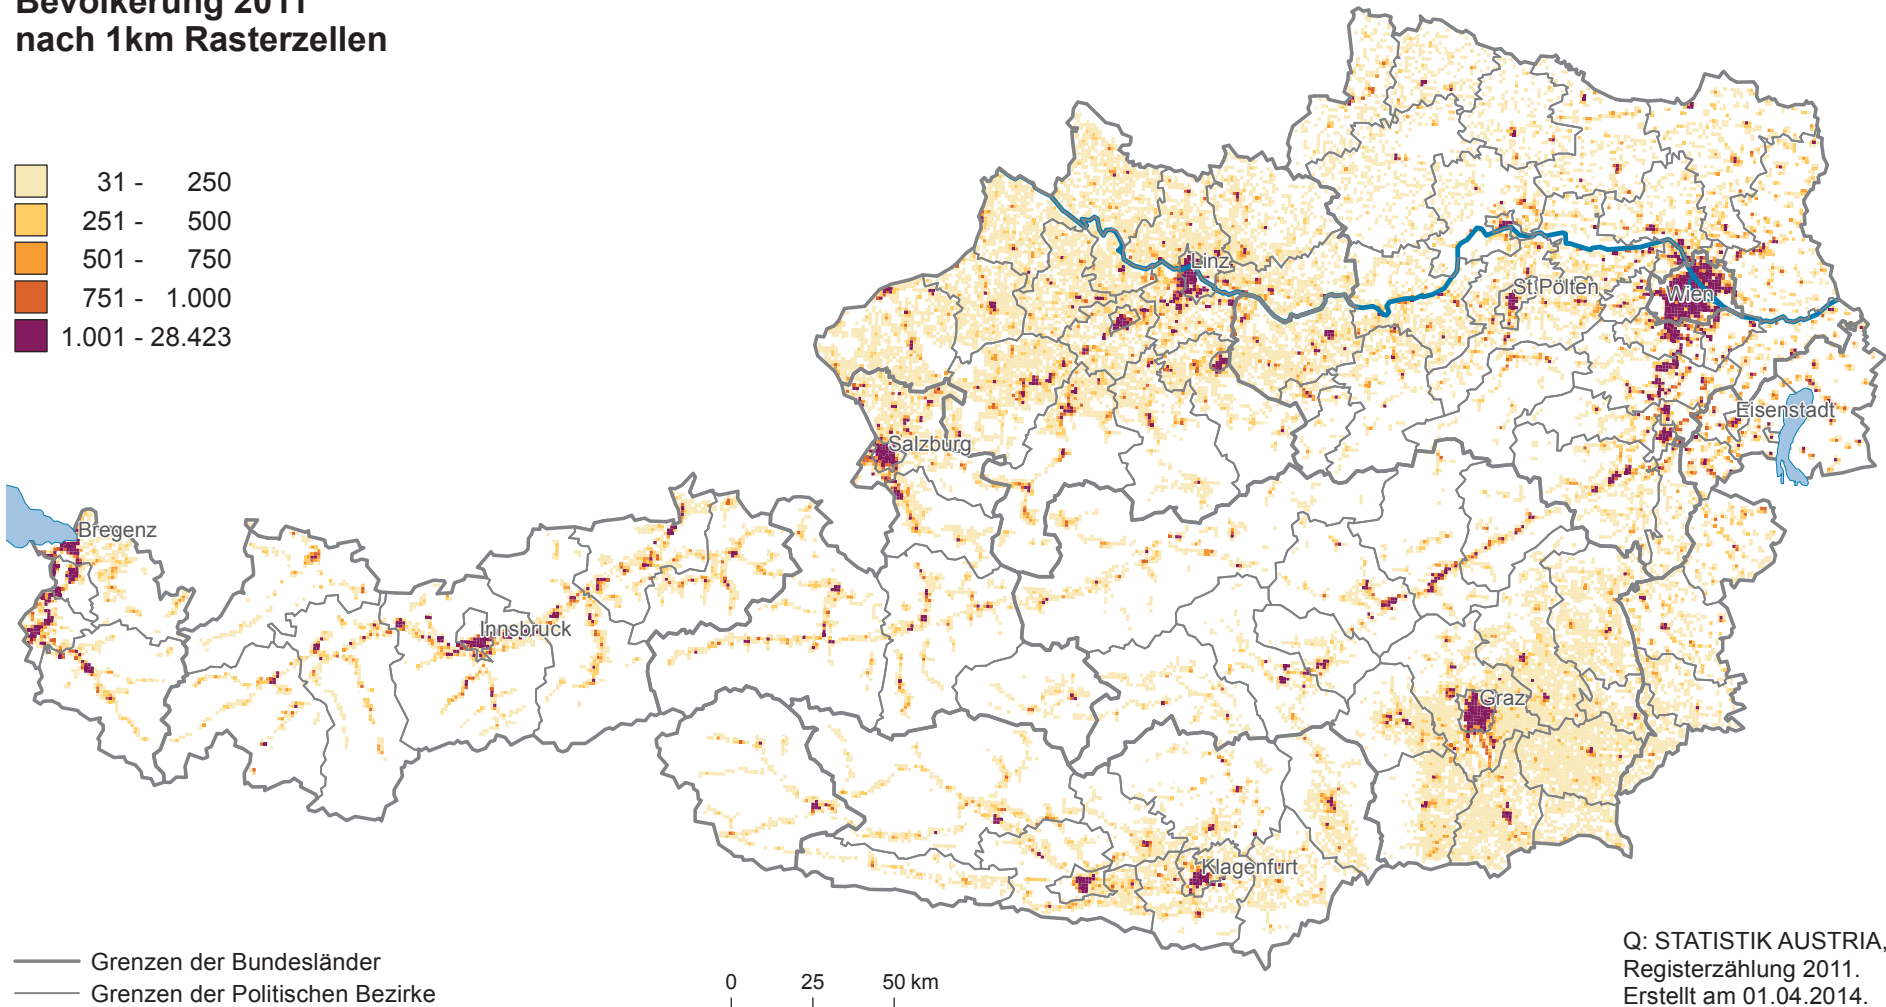 Bevölkerung 2011
nach 1km Rasterzellen
31 - 250
251 - 500
501 - 750
751 - 1.000
1.001 - 28.423
Linz
St.Pölten
Wien
Eisenstadt
Salzburg
Bregenz
Innsbruck
Graz
Klagenfurt
Grenzen der Bundesländer
Grenzen der Politischen Bezirke
0 25 50 km
Q: STATISTIK AUSTRIA,
Registerzählung 2011.
Erstellt am 01.04.2014.